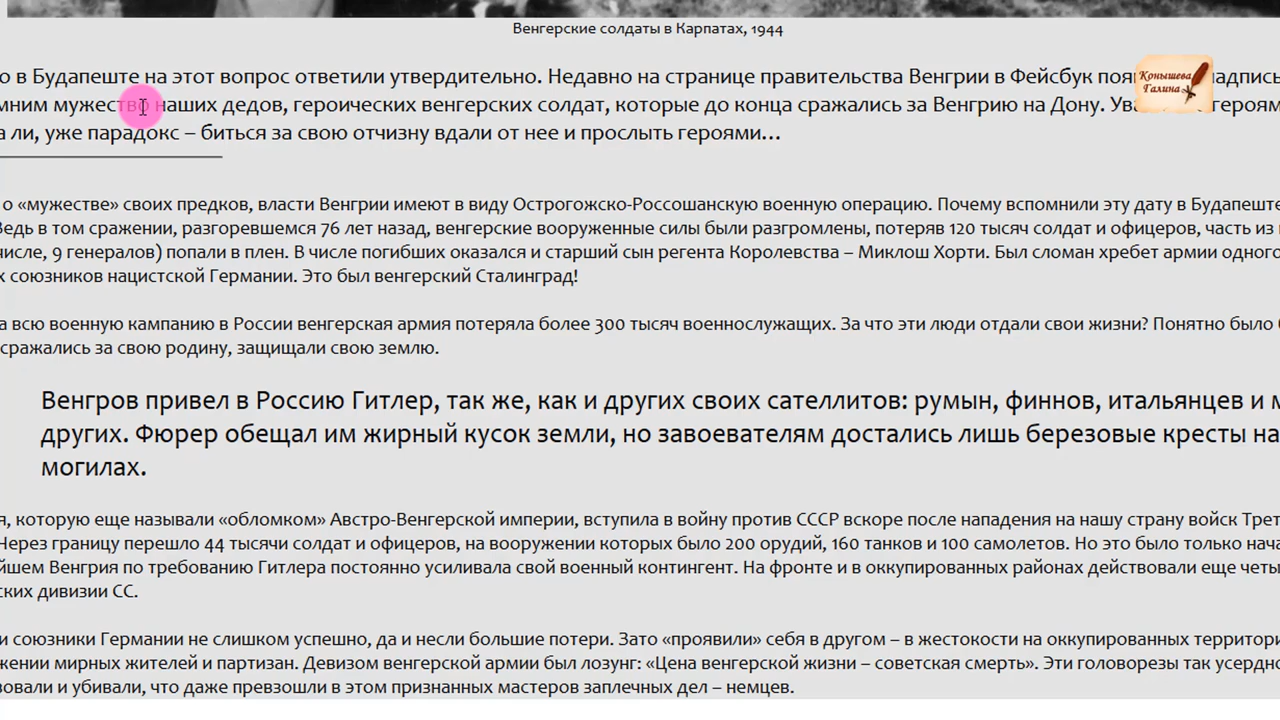 Венгерские солдаты в Карпатах, 1944
о в Будапеште на этот вопрос ответили утвердительно. Недавно на странице правительства Венгрии в Фейсбук надпись
мним мужество наших дедов, героических венгерских солдат, которые до конца сражались за Венгрию на Дону.
Конышева
Галина
а ли, уже парадокс – биться за свою отчизну вдали от нее и прослыть героями…
о «мужестве» своих предков, власти Венгрии имеют в виду Острогожско-Россошанскую военную операцию. Почему вспомнили эту дату в Будапеште
Ведь в том сражении, разгоревшемся 76 лет назад, венгерские вооруженные силы были разгромлены, потеряв 120 тысяч солдат и офицеров, часть из
числе, 9 генералов) попали в плен. В числе погибших оказался и старший сын регента Королевства – Миклош Хорти. Был сломан хребет армии одного
х союзников нацистской Германии. Это был венгерский Сталинград!
а всю военную кампанию в России венгерская армия потеряла более 300 тысяч военнослужащих. За что эти люди отдали свои жизни? Понятно было
сражались за свою родину, защищали свою землю.
Венгров привел в Россию Гитлер, так же, как и других своих сателлитов: румын, финнов, итальянцев и м
других. Фюрер обещал им жирный кусок земли, но завоевателям достались лишь березовые кресты на
могилах.
я, которую еще называли «обломком» Австро-Венгерской империи, вступила в войну против СССР вскоре после нападения на нашу страну войск Трет
Через границу перешло 44 тысячи солдат и офицеров, на вооружении которых было 200 орудий, 160 танков и 100 самолетов. Но это было только нача
йшем Венгрия по требованию Гитлера постоянно усиливала свой военный контингент. На фронте и в оккупированных районах действовали еще четы
ских дивизии СС.
и союзники Германии не слишком успешно, да и несли большие потери. Зато «проявили» себя в другом – в жестокости на оккупированных территори
жении мирных жителей и партизан. Девизом венгерской армии был лозунг: «Цена венгерской жизни – советская смерть». Эти головорезы так усердно
вовали и убивали, что даже превзошли в этом признанных мастеров заплечных дел – немцев.